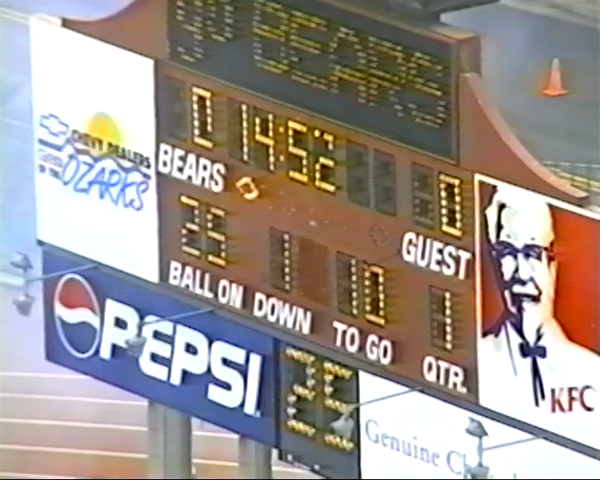 0 14:52 0
BEARS
GUEST
CHEVY DEALERS
OZARKS
25 1 10 1
BALL ON DOWN TO GO QTR.
PEPSI
25
KFC
Genuine